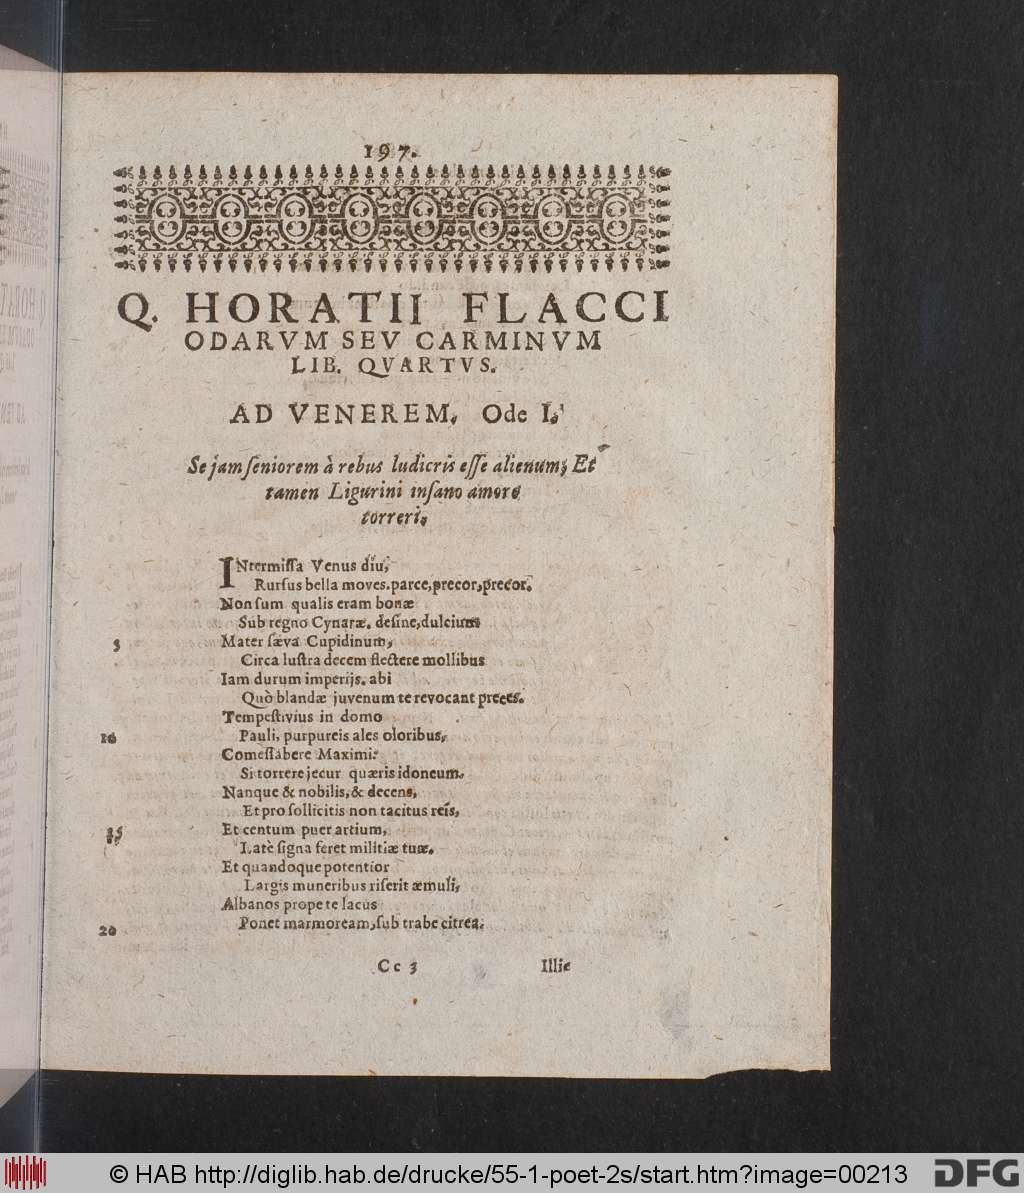 197.
Q. HORATII FLACCI
ODARVM SEV CARMINVM
LIB. QVARTVS.
AD VENEREM. Ode I.
Se jam seniorem à rebus ludicris esse alienum; Et
tamen Ligurini insano amore
torreri.
INtermissa Venus diu,
Rursus bella moves. parce, precor, precor.
Non sum qualis eram bonæ
Sub regno Cynaræ. desine, dulcium
5 Mater sæva Cupidinum,
Circa lustra decem flectere mollibus
Iam durum imperijs. abi
Quò blandæ juvenum te revocant preces.
Tempestivius in domo
10 Pauli, purpureis ales oloribus,
Comessabere Maximi:
Si torrere jecur quæris idoneum.
Nanque & nobilis, & decens,
Et pro sollicitis non tacitus reis,
15 Et centum puer artium,
Latè signa feret militiæ tuæ.
Et quandoque potentior
Largis muneribus riserit æmuli,
Albanos prope te lacus
20 Ponet marmoream, sub trabe citrea.
Cc 3 Illic
© HAB http://diglib.hab.de/drucke/55-1-poet-2s/start.htm?image=00213
DFG